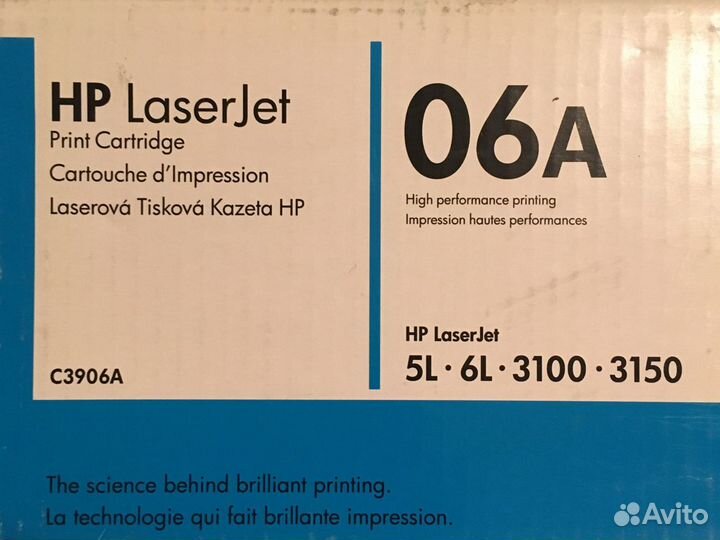 HP LaserJet
Print Cartridge
Cartouche d'Impression
Laserová Tisková Kazeta HP
C3906A
06A
High performance printing
Impression hautes performances
HP LaserJet
5L · 6L · 3100 · 3150
The science behind brilliant printing.
La technologie qui fait brillante impression.
Avito